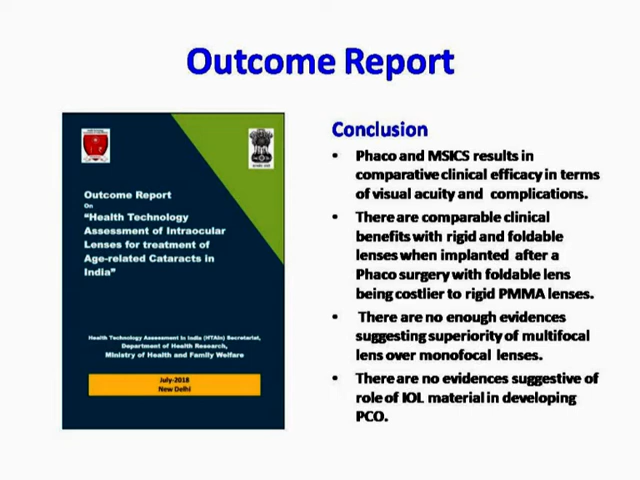 Outcome Report
Outcome Report
On
“Health Technology
Assessment of Intraocular
Lenses for treatment of
Age-related Cataracts in
India”
Health Technology Assessment in India (HTAIn) Secretariat,
Department of Health Research,
Ministry of Health and Family Welfare
July-2018
New Delhi
Conclusion
• Phaco and MSICS results in
comparative clinical efficacy in terms
of visual acuity and complications.
• There are comparable clinical
benefits with rigid and foldable
lenses when implanted after a
Phaco surgery with foldable lens
being costlier to rigid PMMA lenses.
• There are no enough evidences
suggesting superiority of multifocal
lens over monofocal lenses.
• There are no evidences suggestive of
role of IOL material in developing
PCO.